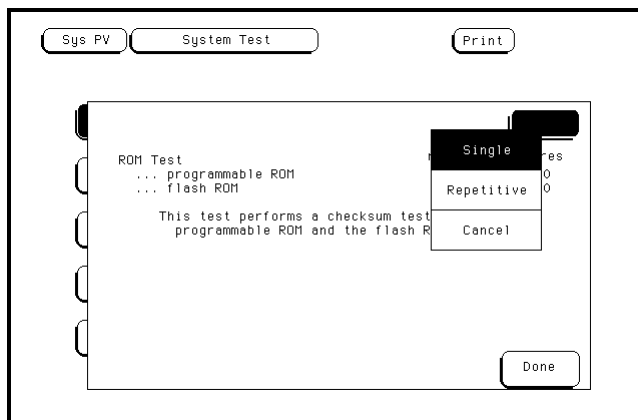 Sys PV System Test Print
Single
ROM Test res
... programmable ROM 0
... flash ROM Repetitive 0
This test performs a checksum test
programmable ROM and the flash R Cancel
Done